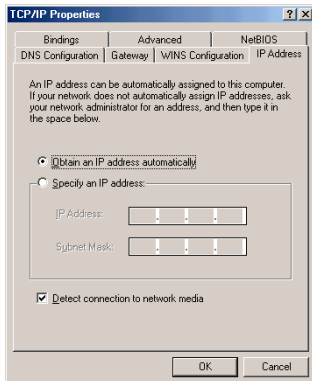 TCP/IP Properties
Bindings Advanced NetBIOS
DNS Configuration Gateway WINS Configuration IP Address
An IP address can be automatically assigned to this computer.
If your network does not automatically assign IP addresses, ask
your network administrator for an address, and then type it in
the space below.
Obtain an IP address automatically
Specify an IP address:
IP Address:
Subnet Mask:
Detect connection to network media
OK Cancel